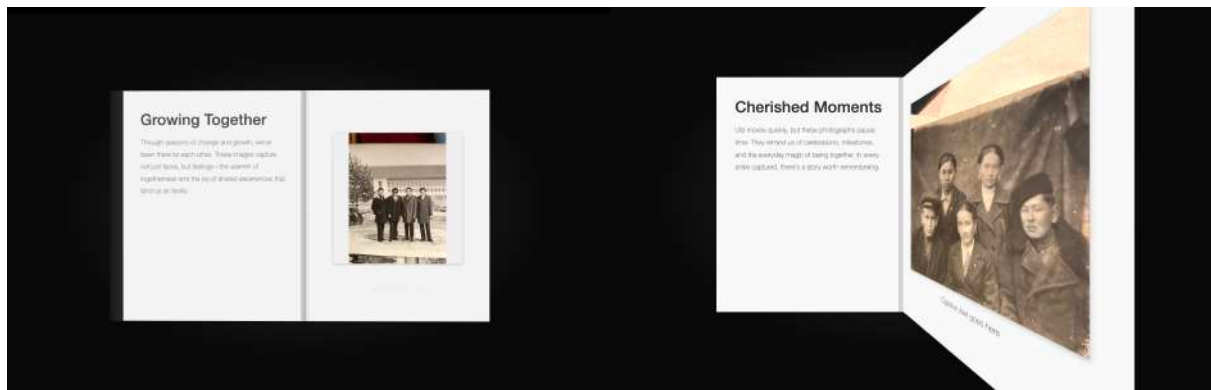 Growing Together
Through seasons of change and growth, we've
been there for each other. These images capture
not just faces, but feelings—the warmth of
togetherness and the joy of shared experiences that
bind us as family.
Cherished Moments
Life moves quickly, but these photographs pause
time. They remind us of celebrations, milestones,
and the everyday magic of being together. In every
smile captured, there's a story worth remembering.
Caption text goes here